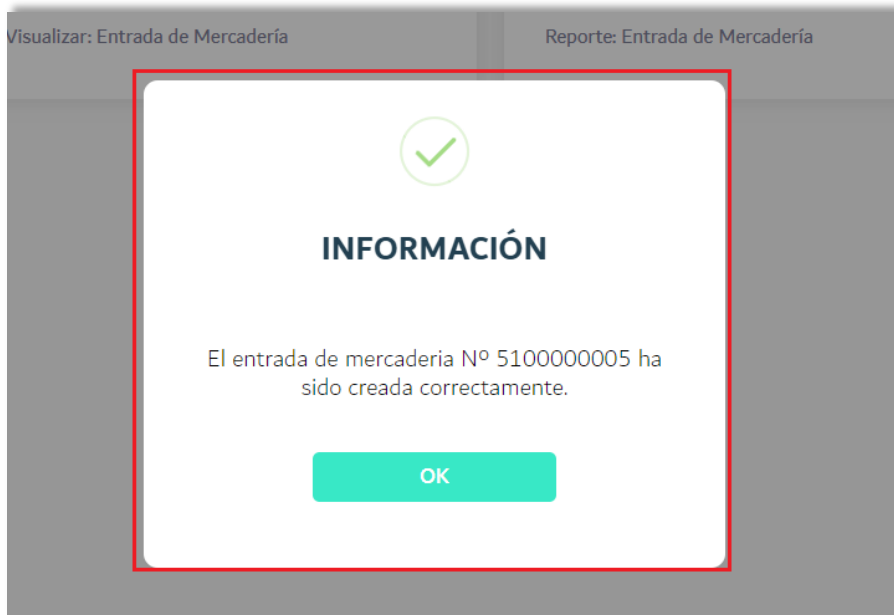 Visualizar: Entrada de Mercadería
Reporte: Entrada de Mercadería
INFORMACIÓN
El entrada de mercaderia Nº 5100000005 ha
sido creada correctamente.
OK